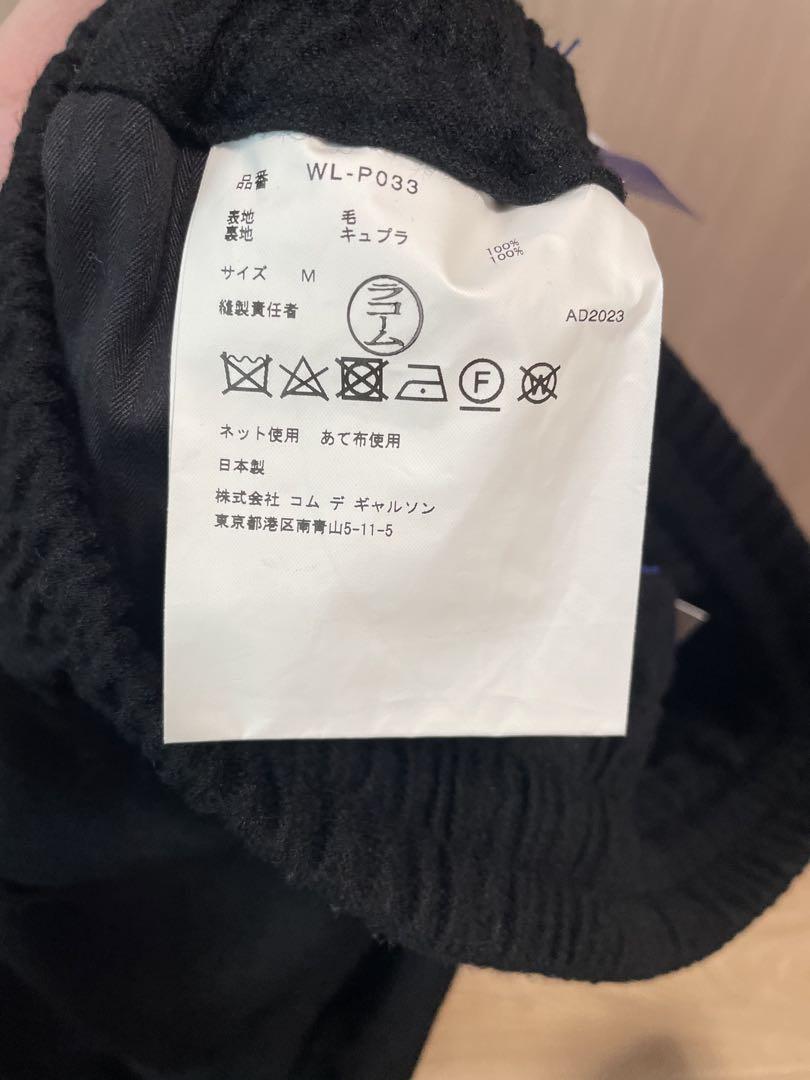 品番 WL-P033
表地 毛 100%
裏地 キュプラ 100%
サイズ M
縫製責任者 ラコーム AD2023
F W
ネット使用 あて布使用
日本製
株式会社 コム デ ギャルソン
東京都港区南青山5-11-5